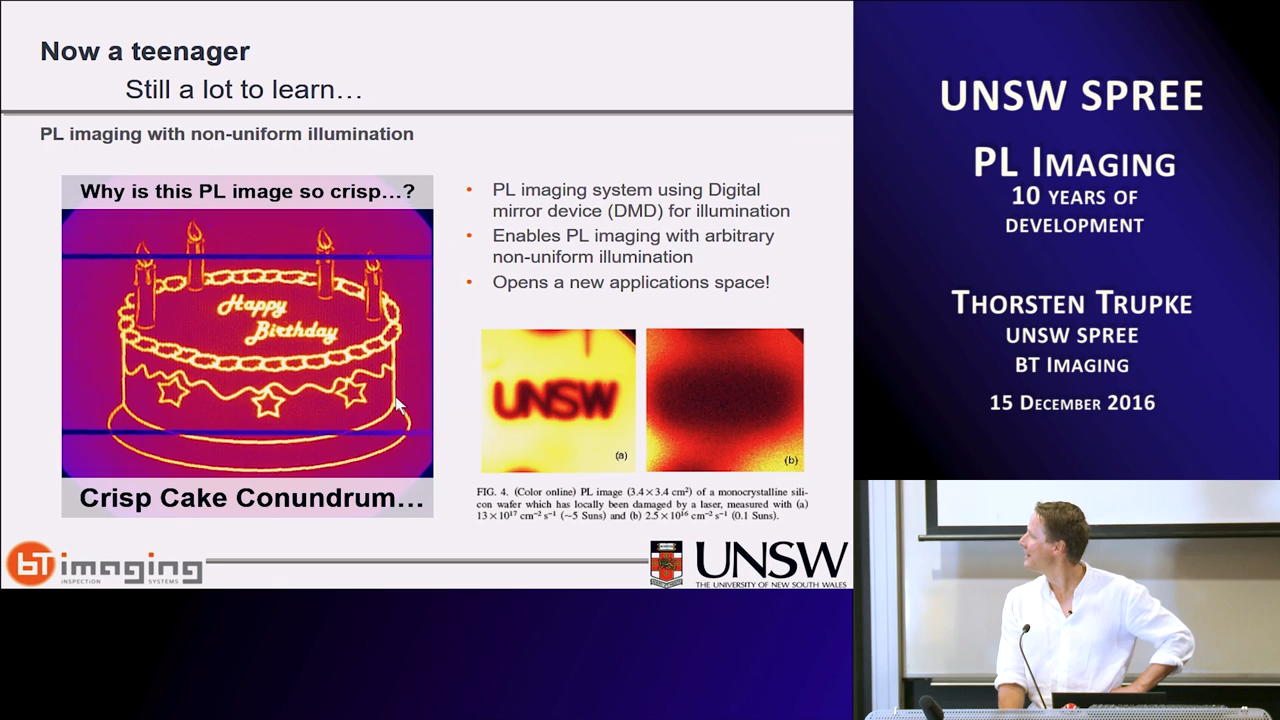 Now a teenager
Still a lot to learn…
PL imaging with non-uniform illumination
Why is this PL image so crisp…?
Happy
Birthday
Crisp Cake Conundrum…
• PL imaging system using Digital
mirror device (DMD) for illumination
• Enables PL imaging with arbitrary
non-uniform illumination
• Opens a new applications space!
UNSW
(a)
(b)
FIG. 4. (Color online) PL image (3.4×3.4 cm²) of a monocrystalline sili-
con wafer which has locally been damaged by a laser, measured with (a)
13×10¹⁷ cm⁻² s⁻¹ (~5 Suns) and (b) 2.5×10¹⁶ cm⁻² s⁻¹ (0.1 Suns).
BT imaging
INSPECTION SYSTEMS
UNSW
THE UNIVERSITY OF NEW SOUTH WALES
UNSW SPREE
PL IMAGING
10 YEARS OF
DEVELOPMENT
THORSTEN TRUPKE
UNSW SPREE
BT IMAGING
15 DECEMBER 2016